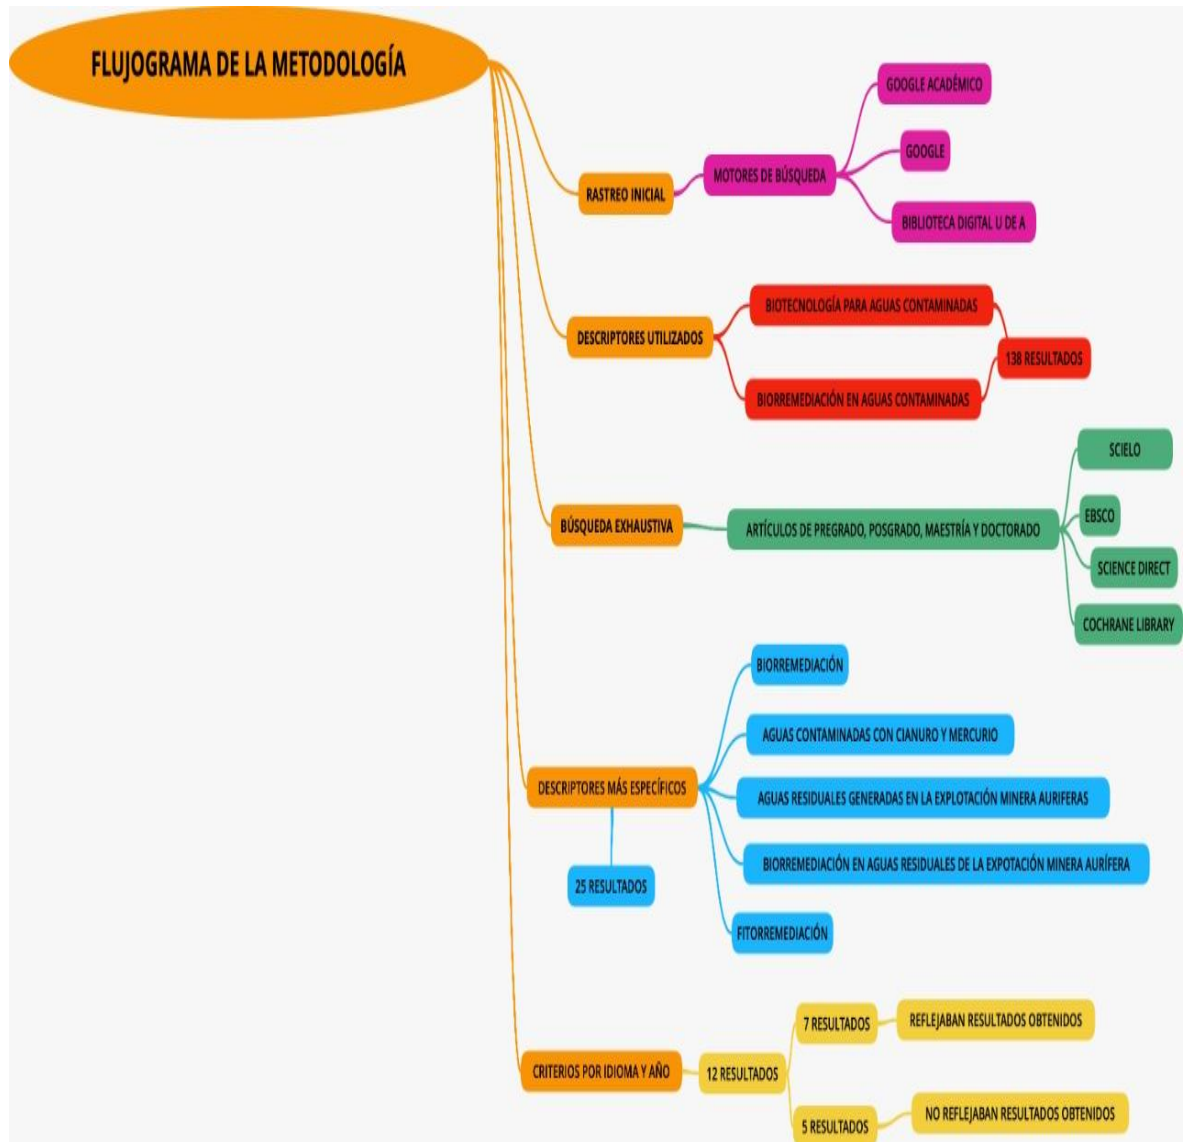 FLUJOGRAMA DE LA METODOLOGÍA
RASTREO INICIAL
MOTORES DE BÚSQUEDA
GOOGLE ACADÉMICO
GOOGLE
BIBLIOTECA DIGITAL U DE A
DESCRIPTORES UTILIZADOS
BIOTECNOLOGÍA PARA AGUAS CONTAMINADAS
BIORREMEDIACIÓN EN AGUAS CONTAMINADAS
138 RESULTADOS
BÚSQUEDA EXHAUSTIVA
ARTÍCULOS DE PREGRADO, POSGRADO, MAESTRÍA Y DOCTORADO
SCIELO
EBSCO
SCIENCE DIRECT
COCHRANE LIBRARY
DESCRIPTORES MÁS ESPECÍFICOS
25 RESULTADOS
BIORREMEDIACIÓN
AGUAS CONTAMINADAS CON CIANURO Y MERCURIO
AGUAS RESIDUALES GENERADAS EN LA EXPLOTACIÓN MINERA AURIFERAS
BIORREMEDIACIÓN EN AGUAS RESIDUALES DE LA EXPOTACIÓN MINERA AURÍFERA
FITORREMEDIACIÓN
CRITERIOS POR IDIOMA Y AÑO
12 RESULTADOS
7 RESULTADOS
REFLEJABAN RESULTADOS OBTENIDOS
5 RESULTADOS
NO REFLEJABAN RESULTADOS OBTENIDOS